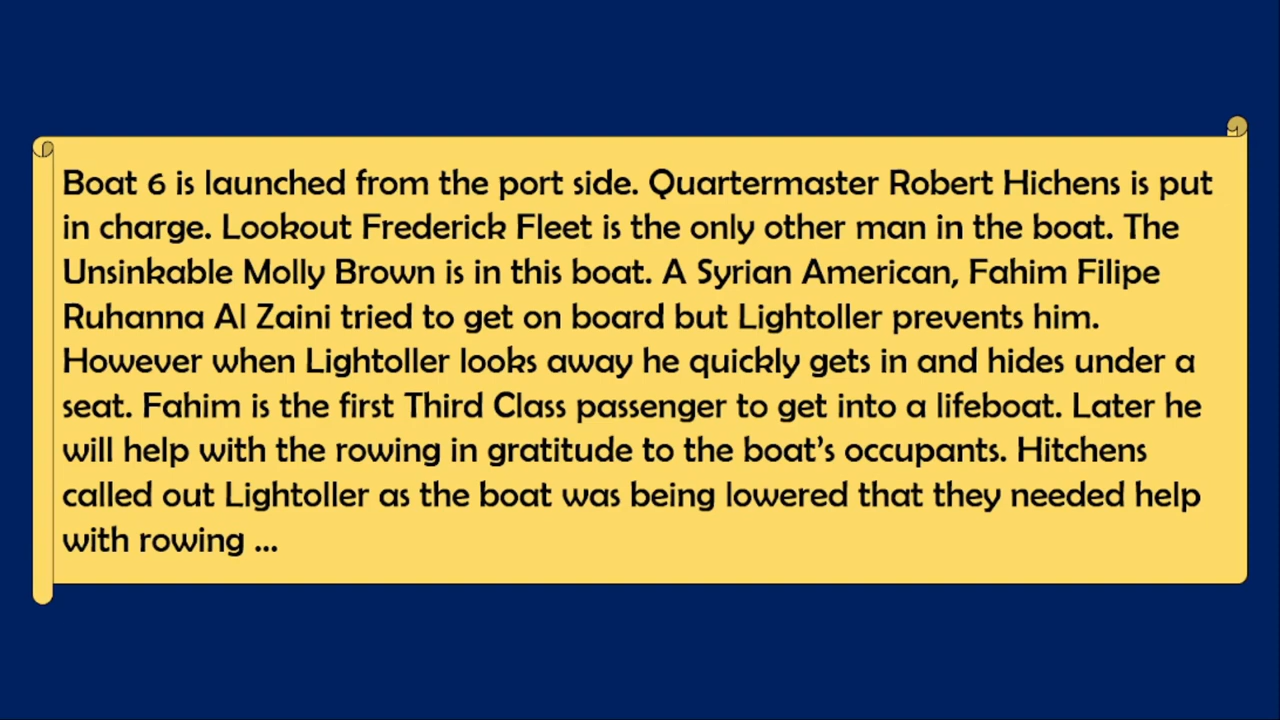 Boat 6 is launched from the port side. Quartermaster Robert Hichens is put
in charge. Lookout Frederick Fleet is the only other man in the boat. The
Unsinkable Molly Brown is in this boat. A Syrian American, Fahim Filipe
Ruhanna Al Zaini tried to get on board but Lightoller prevents him.
However when Lightoller looks away he quickly gets in and hides under a
seat. Fahim is the first Third Class passenger to get into a lifeboat. Later he
will help with the rowing in gratitude to the boat’s occupants. Hitchens
called out Lightoller as the boat was being lowered that they needed help
with rowing ...